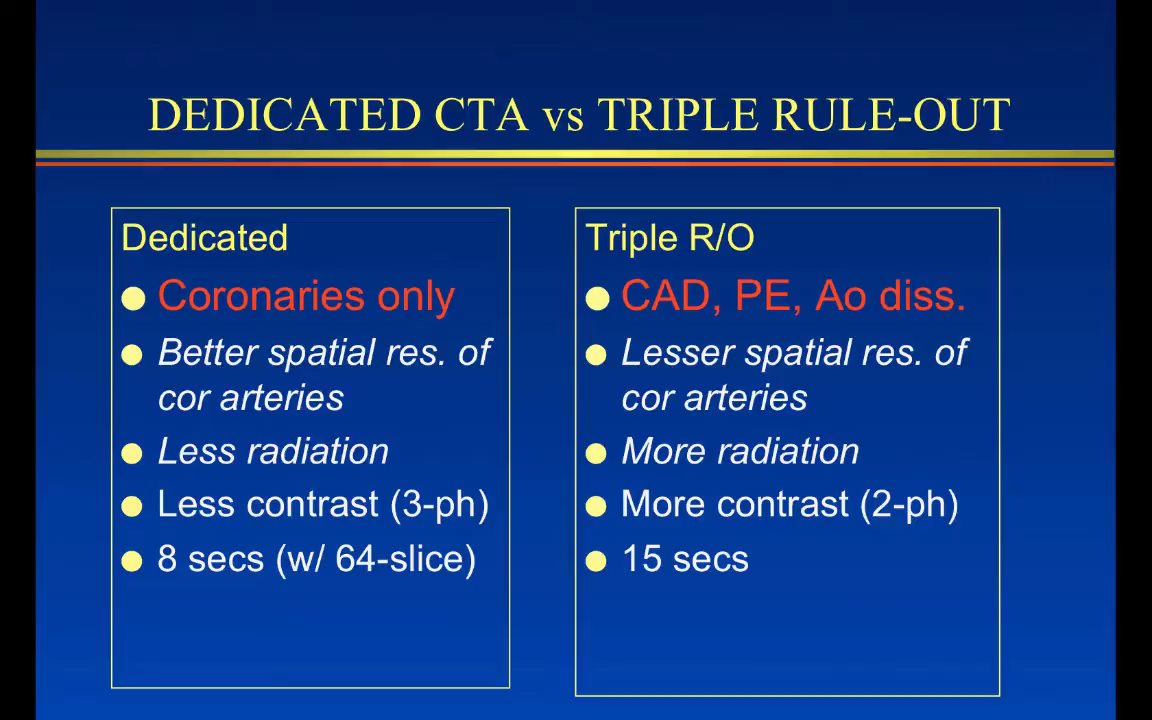 DEDICATED CTA vs TRIPLE RULE-OUT
Dedicated
Coronaries only
Better spatial res. of
cor arteries
Less radiation
Less contrast (3-ph)
8 secs (w/ 64-slice)
Triple R/O
CAD, PE, Ao diss.
Lesser spatial res. of
cor arteries
More radiation
More contrast (2-ph)
15 secs